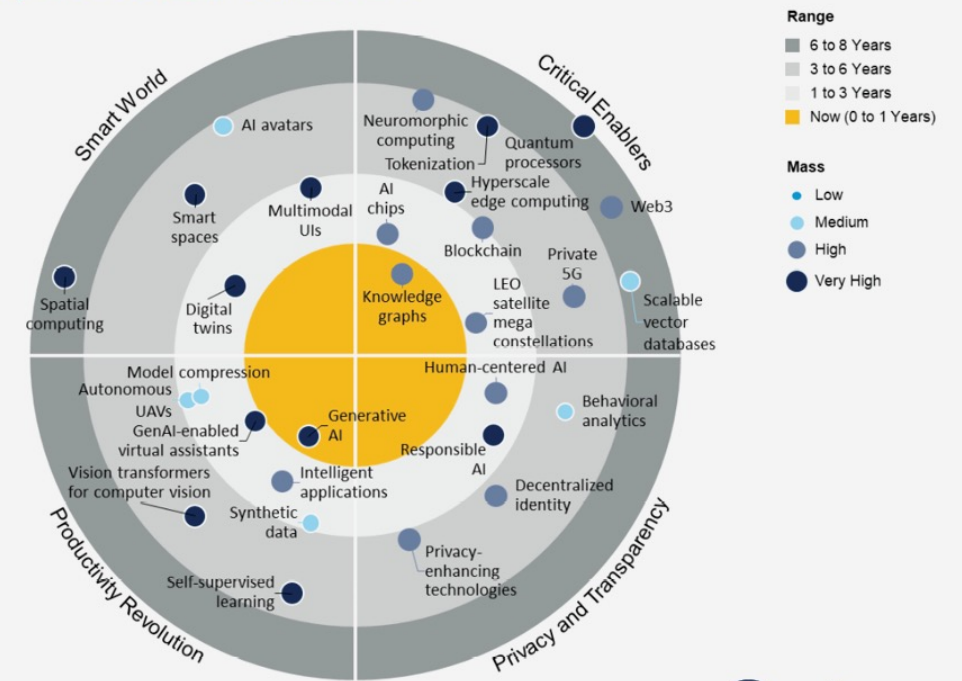 Smart World
Critical Enablers
AI avatars
Smart
spaces
Multimodal
UIs
Spatial
computing
Digital
twins
Neuromorphic
computing
Tokenization
Quantum
processors
AI
chips
Hyperscale
edge computing
Web3
Blockchain
Private
5G
Knowledge
graphs
LEO
satellite
mega
constellations
Scalable
vector
databases
Model compression
Autonomous
UAVs
GenAI-enabled
virtual assistants
Generative
AI
Vision transformers
for computer vision
Intelligent
applications
Synthetic
data
Self-supervised
learning
Human-centered AI
Behavioral
analytics
Responsible
AI
Decentralized
identity
Privacy-
enhancing
technologies
Productivity Revolution
Privacy and Transparency
Range
6 to 8 Years
3 to 6 Years
1 to 3 Years
Now (0 to 1 Years)
Mass
Low
Medium
High
Very High